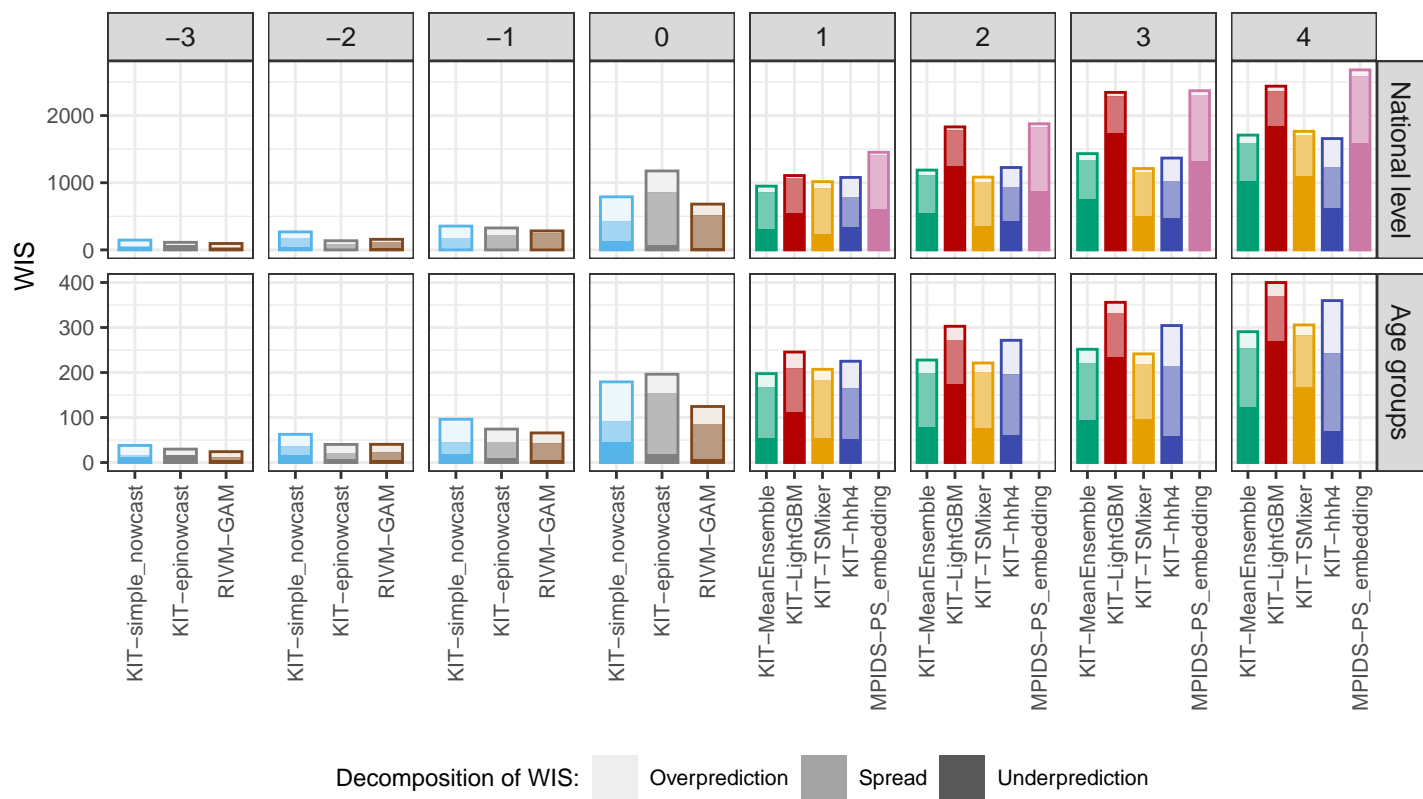 −3 −2 −1 0 1 2 3 4
WIS
2000
1000
0
National level
400
300
200
100
0
Age groups
KIT−simple_nowcast KIT−epinowcast RIVM−GAM KIT−simple_nowcast KIT−epinowcast RIVM−GAM KIT−simple_nowcast KIT−epinowcast RIVM−GAM KIT−simple_nowcast KIT−epinowcast RIVM−GAM KIT−MeanEnsemble KIT−LightGBM KIT−TSMixer KIT−hhh4 MPIDS−PS_embedding KIT−MeanEnsemble KIT−LightGBM KIT−TSMixer KIT−hhh4 MPIDS−PS_embedding KIT−MeanEnsemble KIT−LightGBM KIT−TSMixer KIT−hhh4 MPIDS−PS_embedding KIT−MeanEnsemble KIT−LightGBM KIT−TSMixer KIT−hhh4 MPIDS−PS_embedding
Decomposition of WIS: Overprediction Spread Underprediction